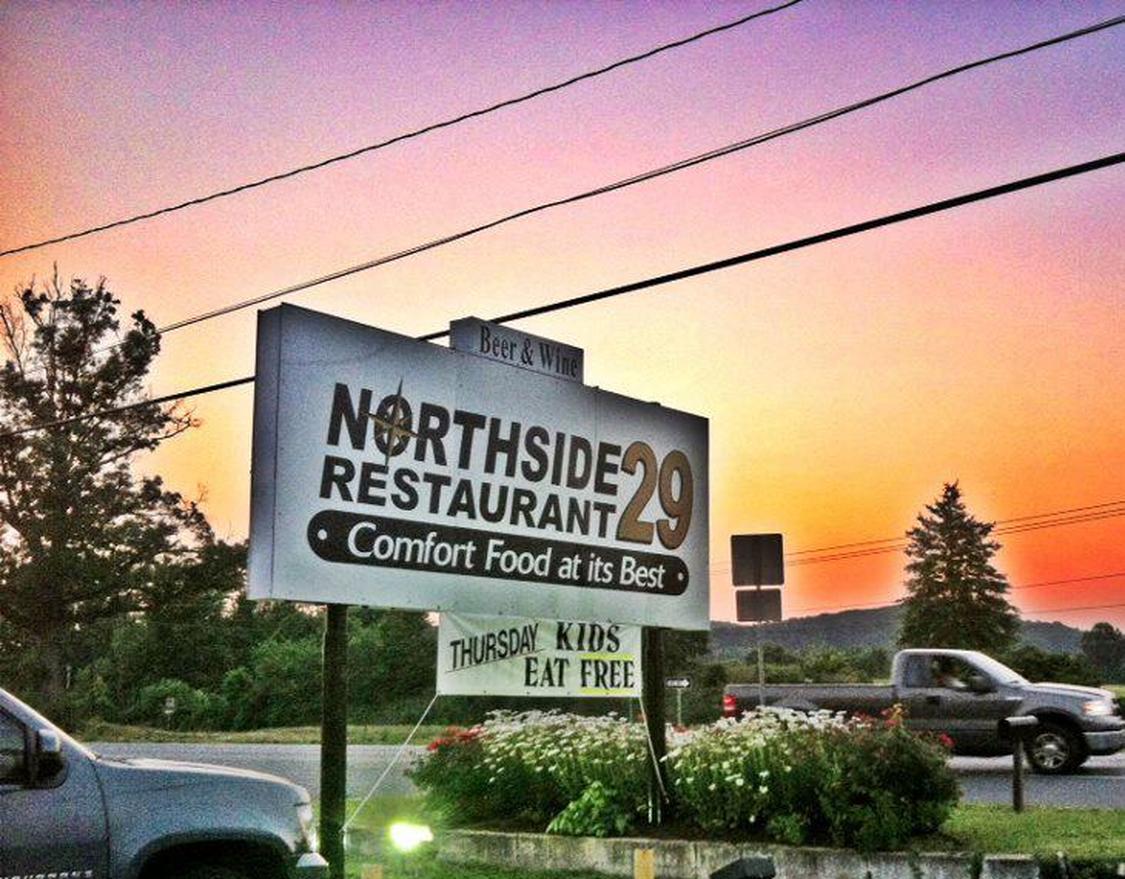 Beer & Wine
NORTHSIDE 29
RESTAURANT
Comfort Food at its Best
THURSDAY KIDS
EAT FREE